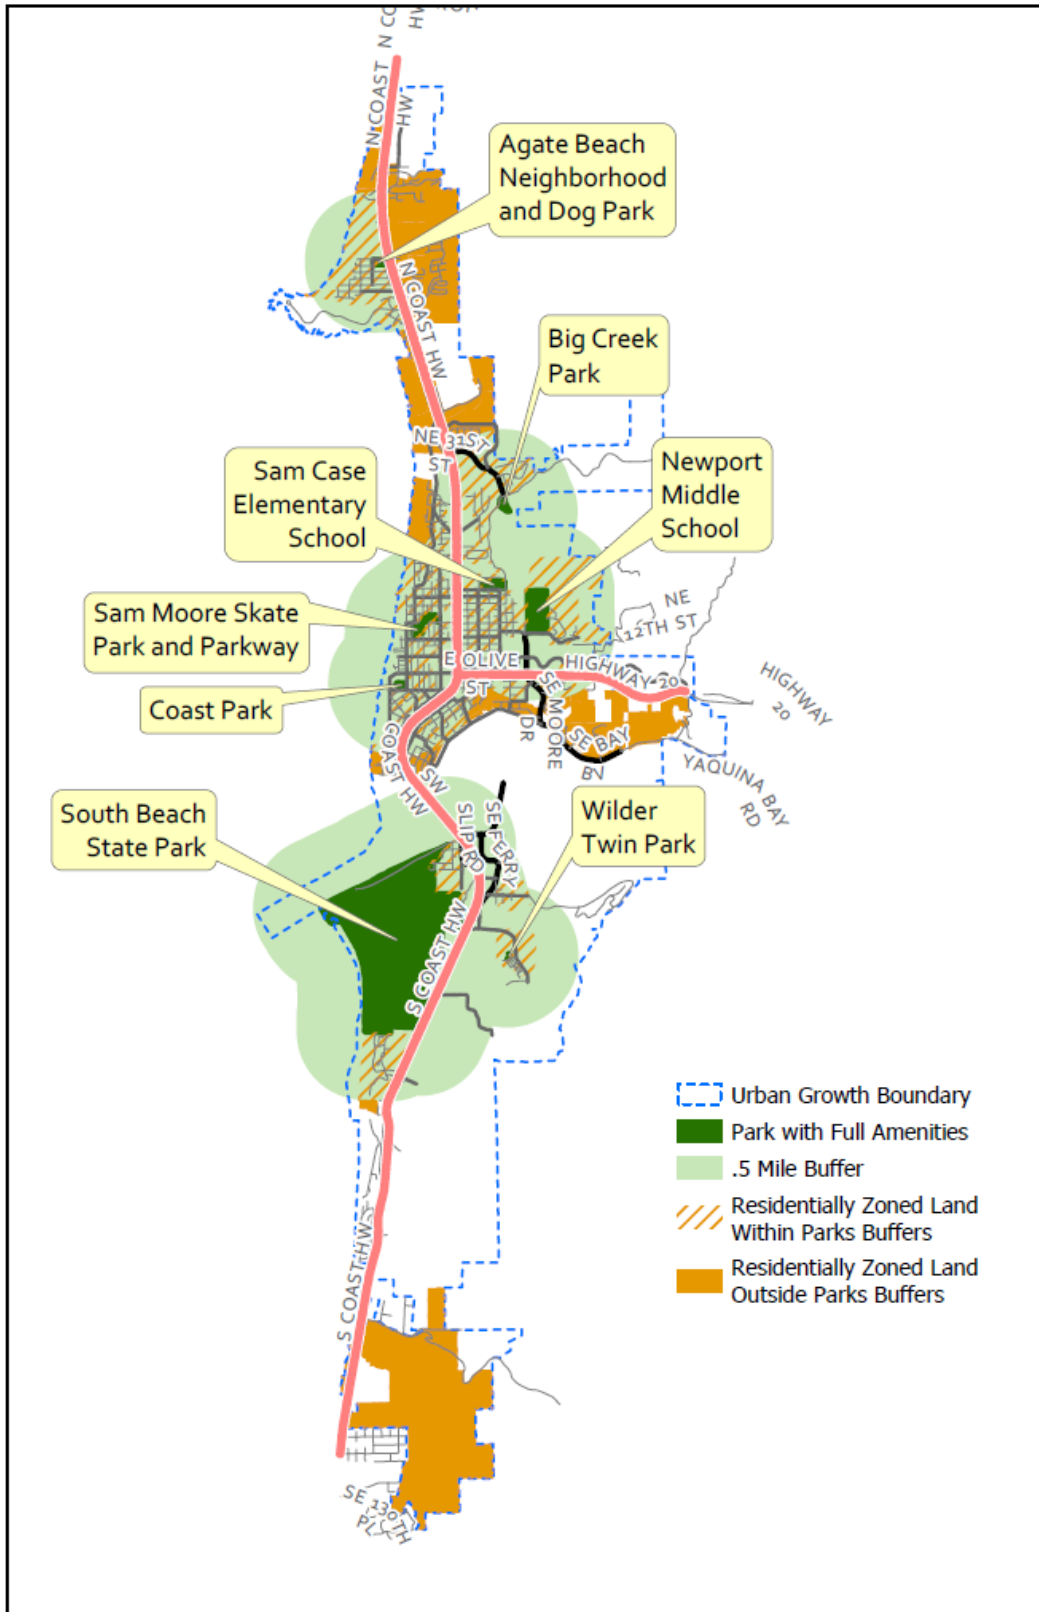 N COAST
N CO
HW
Agate Beach
Neighborhood
and Dog Park
N COAST HW
Big Creek
Park
NE 31ST
ST
Sam Case
Elementary
School
Newport
Middle
School
NE
12TH ST
Sam Moore Skate
Park and Parkway
E OLIVE
ST
HIGHWAY 20
HIGHWAY
20
Coast Park
SE MOORE
DR
SE BAY
BV
YAQUINA BAY
RD
COAST HW
SW
South Beach
State Park
SLIP
RD
SE FERRY
Wilder
Twin Park
S COAST HW
Urban Growth Boundary
Park with Full Amenities
.5 Mile Buffer
Residentially Zoned Land
Within Parks Buffers
Residentially Zoned Land
Outside Parks Buffers
S COAST HW
SE 130TH
PL